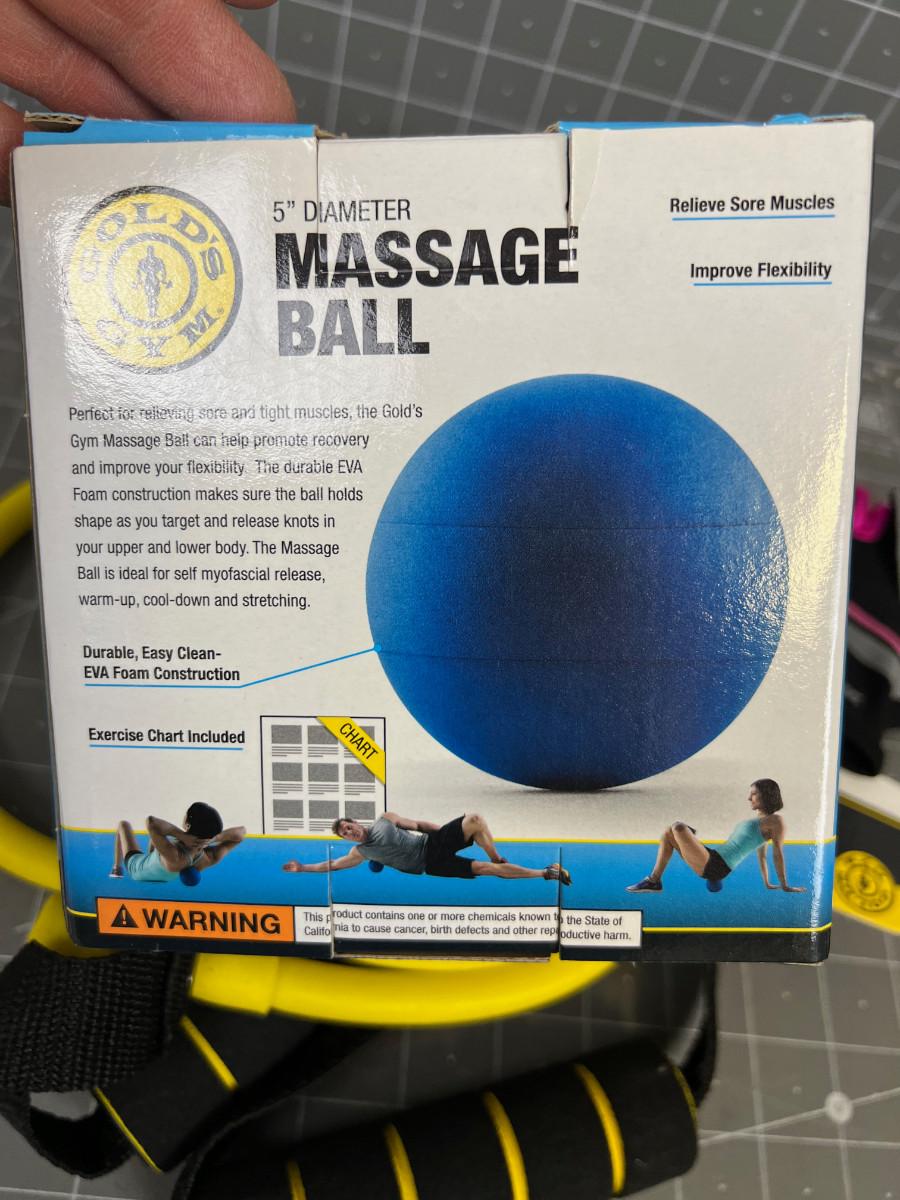 GOLD'S
GYM®
5” DIAMETER
MASSAGE
BALL
Relieve Sore Muscles
Improve Flexibility
Perfect for relieving sore and tight muscles, the Gold’s
Gym Massage Ball can help promote recovery
and improve your flexibility. The durable EVA
Foam construction makes sure the ball holds
shape as you target and release knots in
your upper and lower body. The Massage
Ball is ideal for self myofascial release,
warm-up, cool-down and stretching.
Durable, Easy Clean-
EVA Foam Construction
Exercise Chart Included
CHART
WARNING
This product contains one or more chemicals known to the State of
California to cause cancer, birth defects and other reproductive harm.